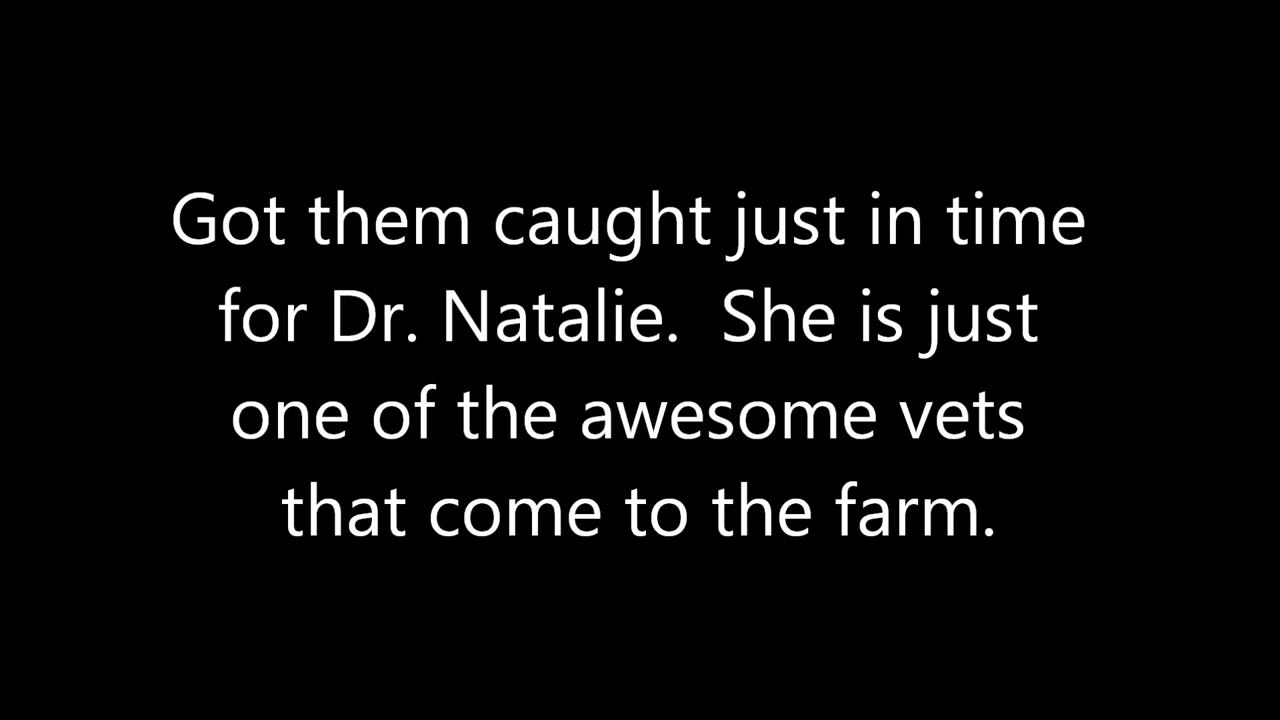 Got them caught just in time
for Dr. Natalie.  She is just
one of the awesome vets
that come to the farm.